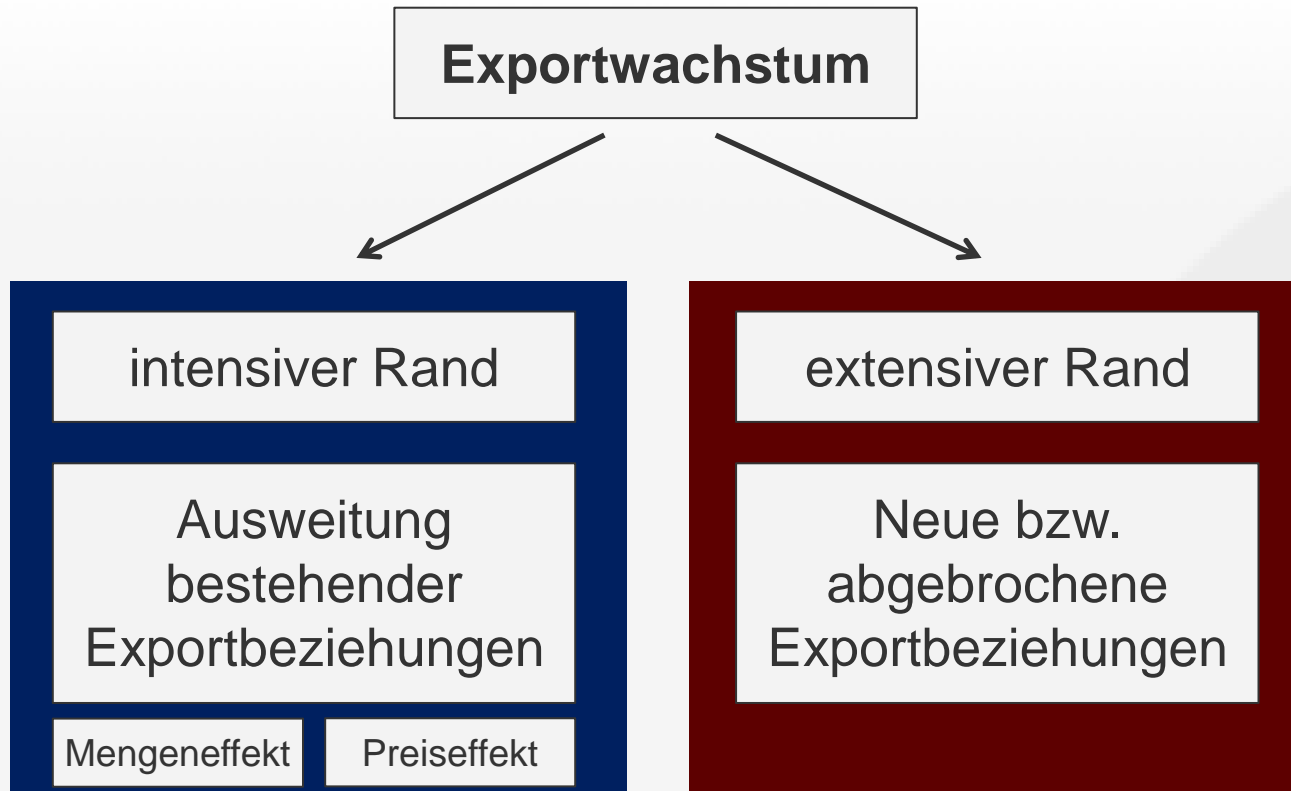 Exportwachstum
intensiver Rand
Ausweitung
bestehender
Exportbeziehungen
Mengeneffekt
Preiseffekt
extensiver Rand
Neue bzw.
abgebrochene
Exportbeziehungen